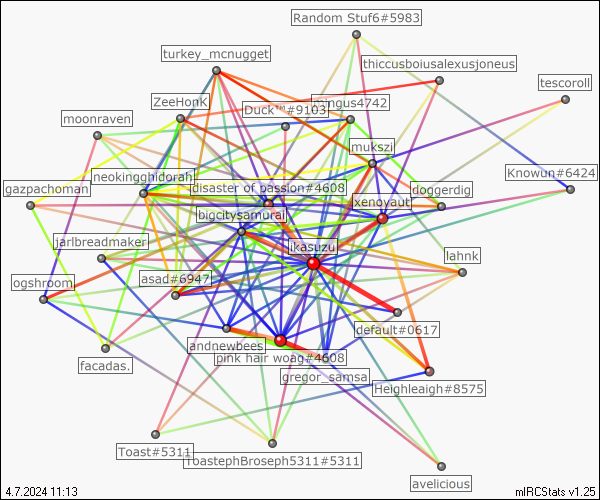 Random Stuf6#5983
turkey_mcnugget
thiccusboiusalexusjoneus
tescoroll
ZeeHonK
Duck™#9103
mingus4742
moonraven
mukszi
neokingghidorah
Knowun#6424
gazpachoman
disaster of passion#4608
doggerdig
xenoyaut
bigcitysamurai
jarlbreadmaker
ikasuzu
lahnk
ogshroom
asad#6947
default#0617
andnewbees
pink hair woag#4608
facadas.
gregor_samsa
Heighleaigh#8575
Toast#5311
ToastephBroseph5311#5311
avelicious
4.7.2024 11:13
mIRCStats v1.25